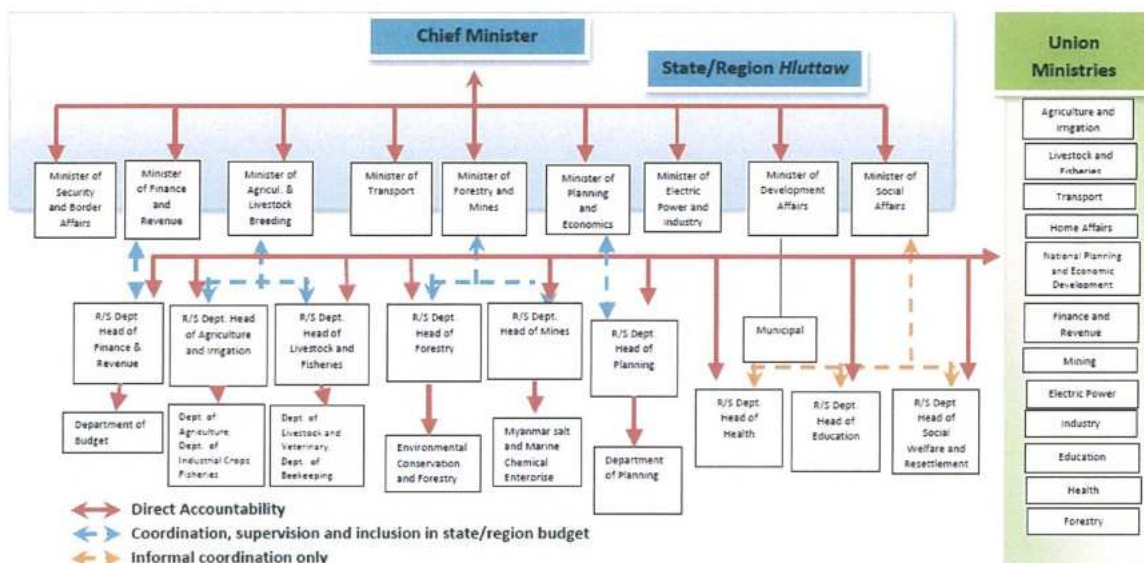 Chief Minister
State/Region Hluttaw
Union
Ministries
Minister of
Security
and Border
Affairs
Minister
of Finance
and
Revenue
Minister of
Agricul. &
Livestock
Breeding
Minister of
Transport
Minister of
Forestry and
Mines
Minister of
Planning
and
Economics
Minister of
Electric
Power and
Industry
Minister of
Development
Affairs
Minister of
Social
Affairs
R/S Dept.
Head of
Finance &
Revenue
R/S Dept. Head
of Agriculture
and Irrigation
R/S Dept.
Head of
Livestock and
Fisheries
R/S Dept.
Head of
Forestry
R/S Dept.
Head of Mines
R/S Dept.
Head of
Planning
Municipal
R/S Dept.
Head of
Health
R/S Dept.
Head of
Education
R/S Dept.
Head of
Social
Welfare and
Resettlement
Department of
Budget
Dept. of
Agriculture,
Dept. of
Industrial Crops
Fisheries
Dept. of
Livestock and
Veterinary,
Dept. of
Beekeeping
Environmental
Conservation
and Forestry
Myanmar salt
and Marine
Chemical
Enterprise
Department
of Planning
Agriculture and
Irrigation
Livestock and
Fisheries
Transport
Home Affairs
National Planning
and Economic
Development
Finance and
Revenue
Mining
Electric Power
Industry
Education
Health
Forestry
Direct Accountability
Coordination, supervision and inclusion in state/region budget
Informal coordination only